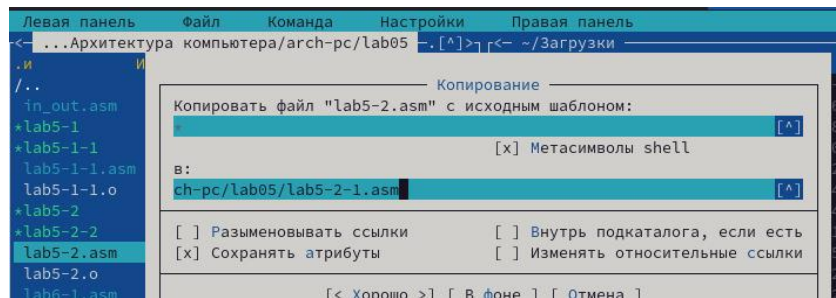 Левая панель Файл Команда Настройки Правая панель
<— ...Архитектура компьютера/arch-pc/lab05 —.[^]>┐┌<— ~/Загрузки
.и И
/..
Копирование
in_out.asm Копировать файл "lab5-2.asm" с исходным шаблоном:
*lab5-1 * [^]
*lab5-1-1 [x] Метасимволы shell
lab5-1-1.asm в:
lab5-1-1.o ch-pc/lab05/lab5-2-1.asm [^]
*lab5-2
*lab5-2-2 [ ] Разыменовывать ссылки [ ] Внутрь подкаталога, если есть
lab5-2.asm [x] Сохранять атрибуты [ ] Изменять относительные ссылки
lab5-2.o
lab6-1.asm [< Хорошо >] [ В фоне ] [ Отмена ]